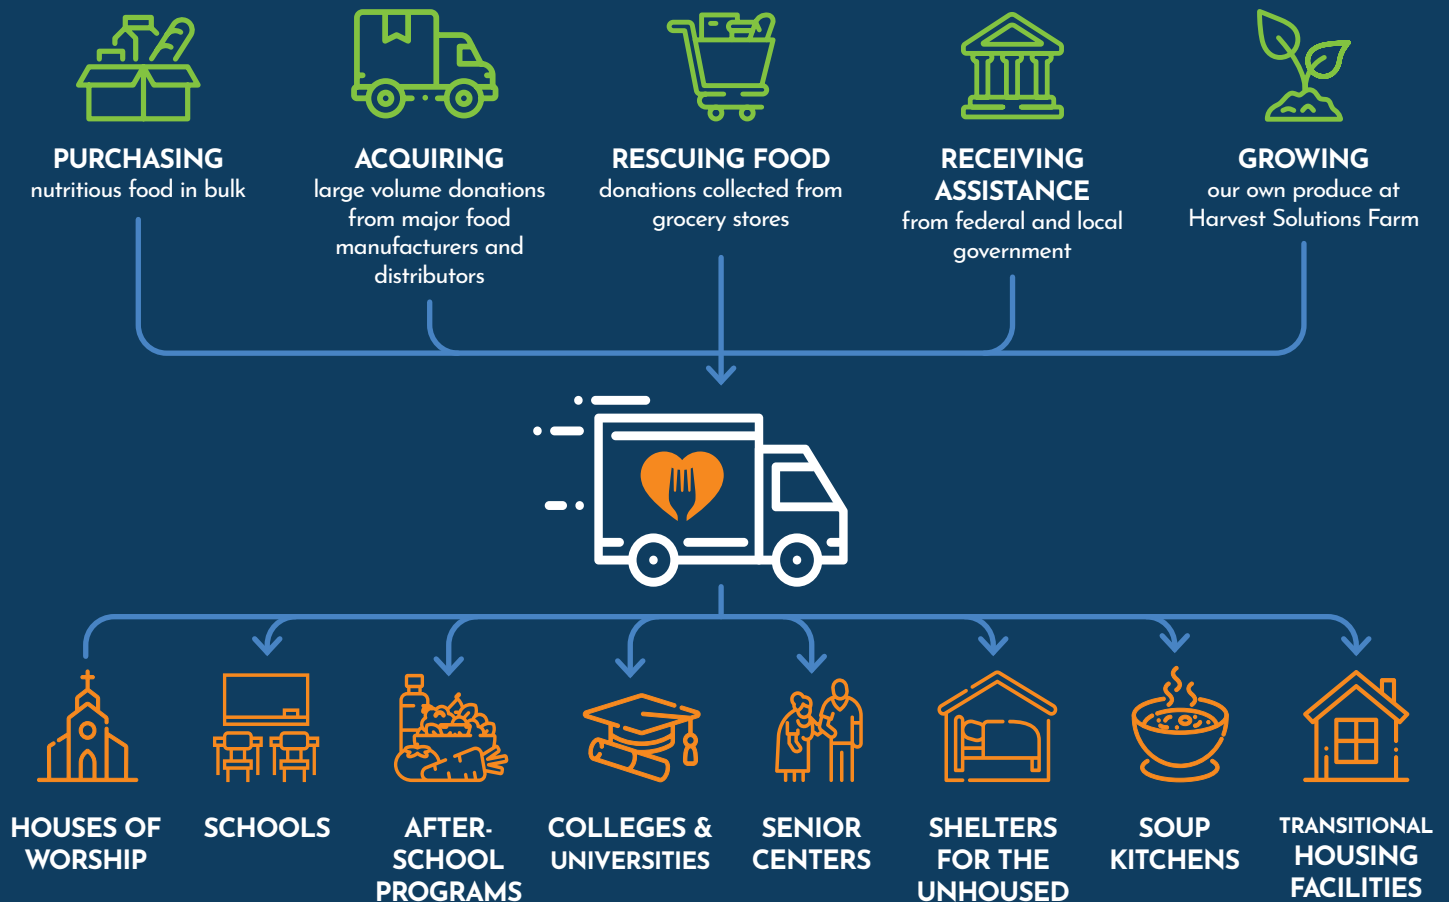 PURCHASING
nutritious food in bulk
ACQUIRING
large volume donations
from major food
manufacturers and
distributors
RESCUING FOOD
donations collected from
grocery stores
RECEIVING
ASSISTANCE
from federal and local
government
GROWING
our own produce at
Harvest Solutions Farm
HOUSES OF
WORSHIP
SCHOOLS
AFTER-
SCHOOL
PROGRAMS
COLLEGES &
UNIVERSITIES
SENIOR
CENTERS
SHELTERS
FOR THE
UNHOUSED
SOUP
KITCHENS
TRANSITIONAL
HOUSING
FACILITIES